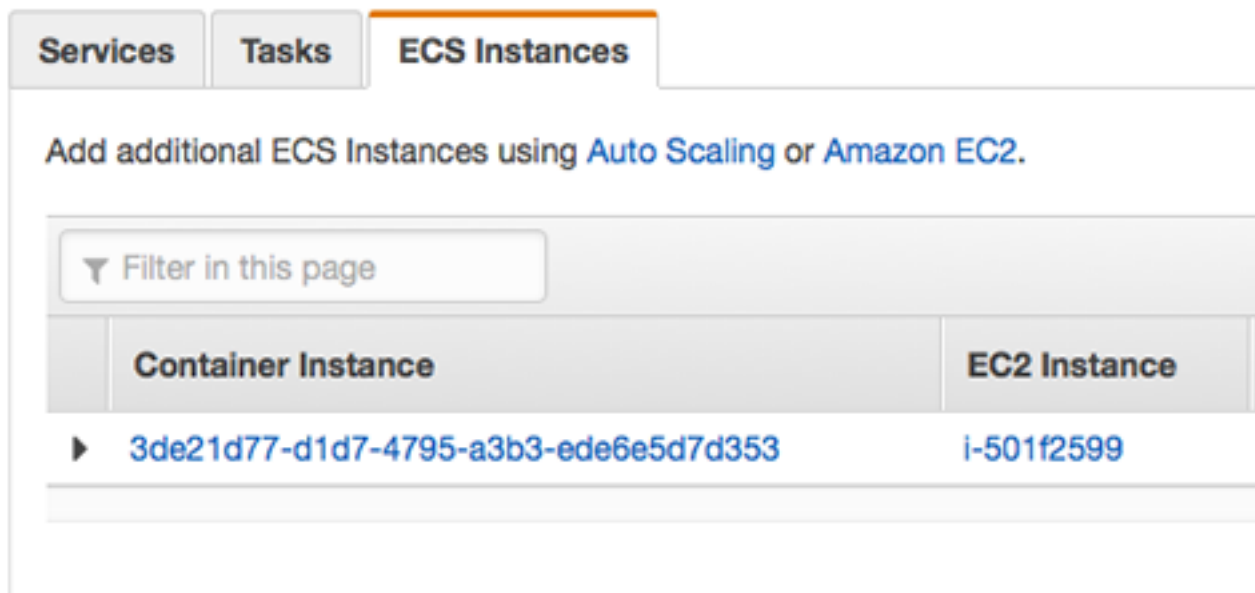 Services Tasks ECS Instances
Add additional ECS Instances using Auto Scaling or Amazon EC2.
Filter in this page
Container Instance EC2 Instance
3de21d77-d1d7-4795-a3b3-ede6e5d7d353 i-501f2599